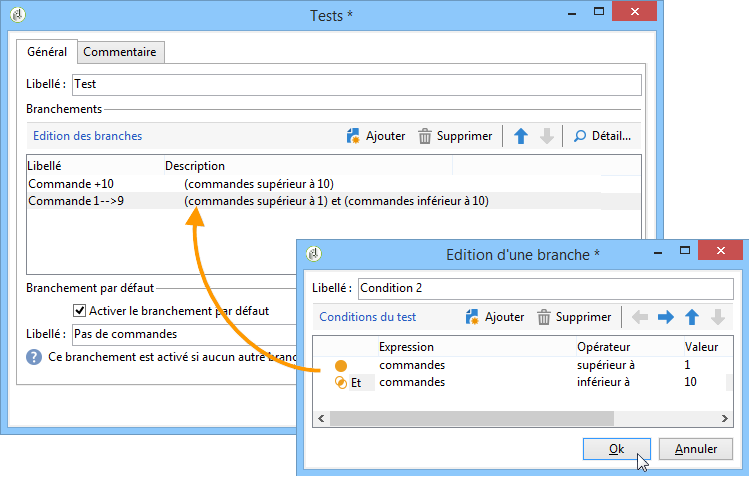 Tests *
Général Commentaire
Libellé : Test
Branchements
Edition des branches Ajouter Supprimer Détail...
Libellé Description
Commande +10 (commandes supérieur à 10)
Commande 1-->9 (commandes supérieur à 1) et (commandes inférieur à 10)
Branchement par défaut
Activer le branchement par défaut
Libellé : Pas de commandes
? Ce branchement est activé si aucun autre branc
Edition d'une branche *
Libellé : Condition 2
Conditions du test Ajouter Supprimer
Expression Opérateur Valeur
commandes supérieur à 1
Et commandes inférieur à 10
Ok Annuler